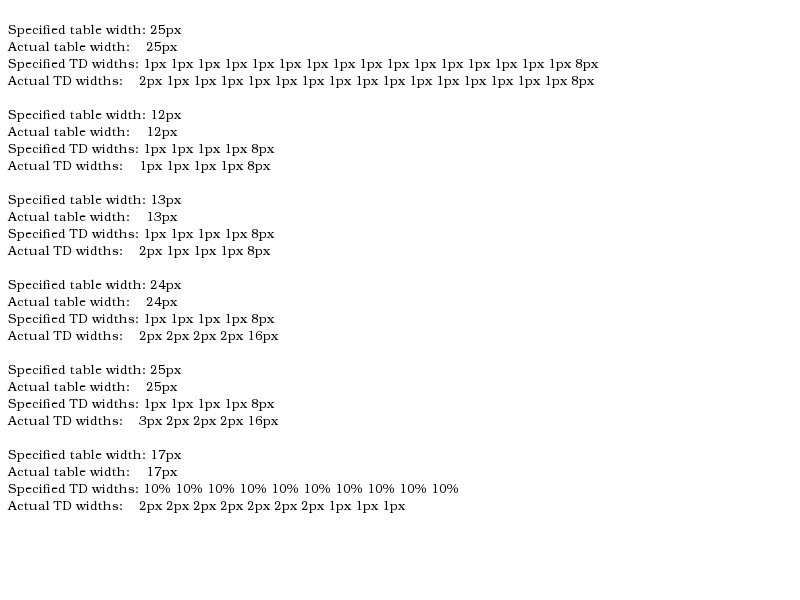 Specified table width: 25px
Actual table width: 25px
Specified TD widths: 1px 1px 1px 1px 1px 1px 1px 1px 1px 1px 1px 1px 1px 1px 1px 1px 8px
Actual TD widths: 2px 1px 1px 1px 1px 1px 1px 1px 1px 1px 1px 1px 1px 1px 1px 1px 8px
Specified table width: 12px
Actual table width: 12px
Specified TD widths: 1px 1px 1px 1px 8px
Actual TD widths: 1px 1px 1px 1px 8px
Specified table width: 13px
Actual table width: 13px
Specified TD widths: 1px 1px 1px 1px 8px
Actual TD widths: 2px 1px 1px 1px 8px
Specified table width: 24px
Actual table width: 24px
Specified TD widths: 1px 1px 1px 1px 8px
Actual TD widths: 2px 2px 2px 2px 16px
Specified table width: 25px
Actual table width: 25px
Specified TD widths: 1px 1px 1px 1px 8px
Actual TD widths: 3px 2px 2px 2px 16px
Specified table width: 17px
Actual table width: 17px
Specified TD widths: 10% 10% 10% 10% 10% 10% 10% 10% 10% 10%
Actual TD widths: 2px 2px 2px 2px 2px 2px 2px 1px 1px 1px